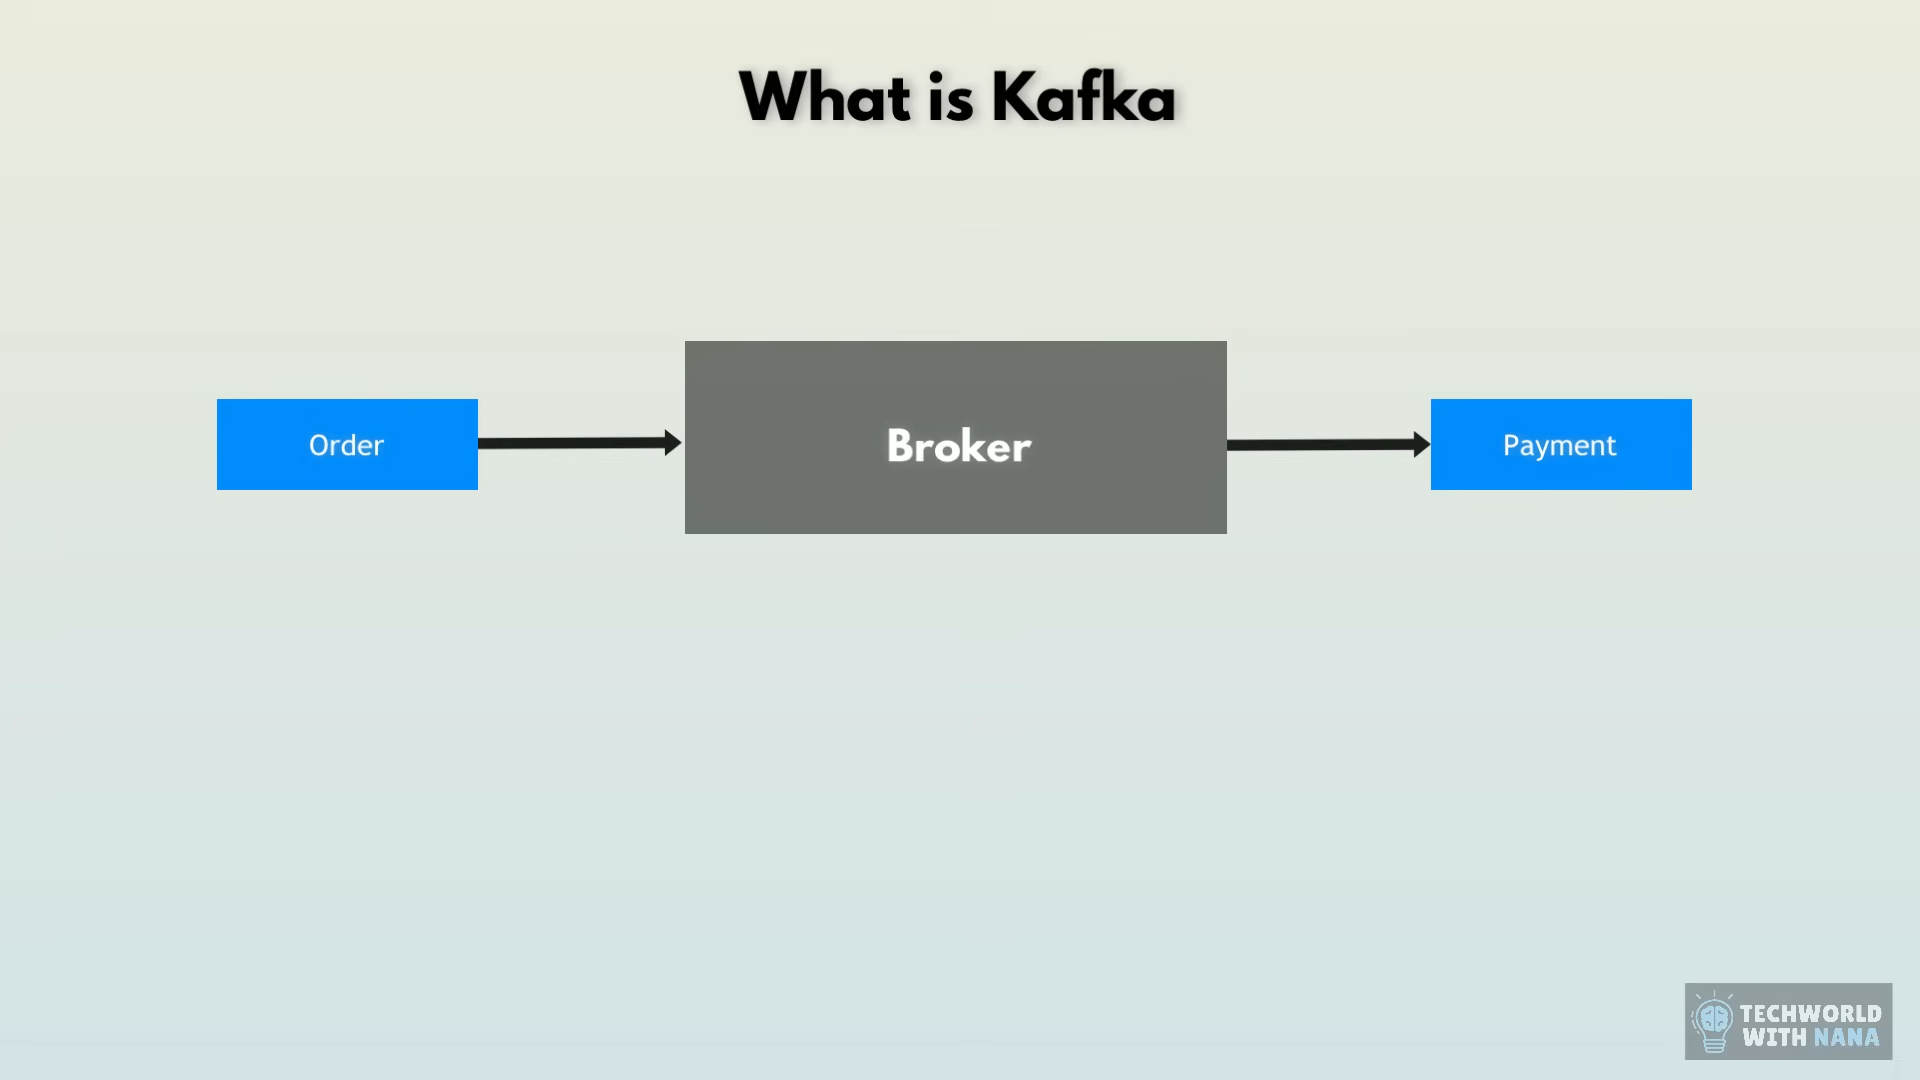 What is Kafka
Order
Broker
Payment
TECHWORLD
WITH NANA